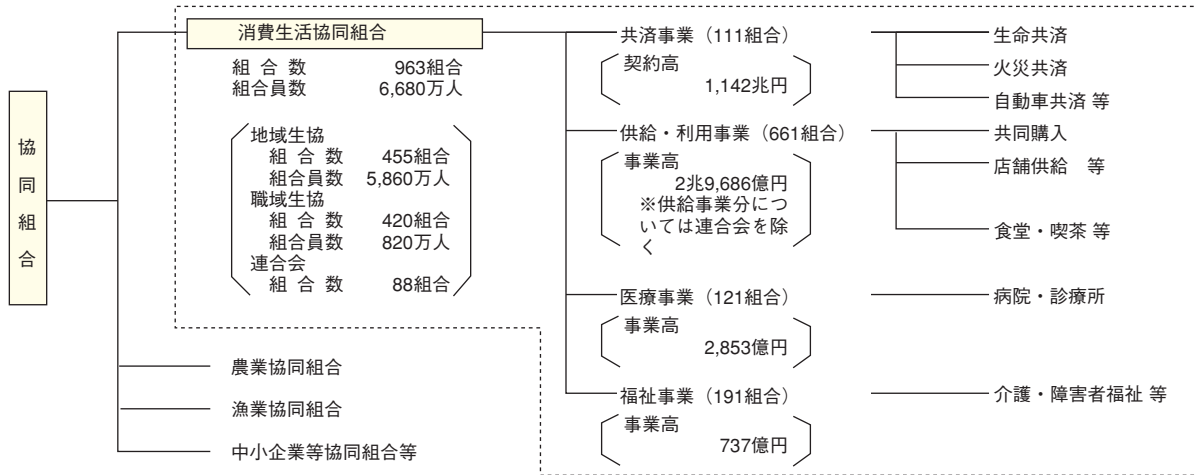 協同組合
消費生活協同組合
組合数 963組合
組合員数 6,680万人
地域生協
組合数 455組合
組合員数 5,860万人
職域生協
組合数 420組合
組合員数 820万人
連合会
組合数 88組合
農業協同組合
漁業協同組合
中小企業等協同組合等
共済事業（111組合）
契約高
1,142兆円
供給・利用事業（661組合）
事業高
2兆9,686億円
※供給事業分につ
いては連合会を除
く
医療事業（121組合）
事業高
2,853億円
福祉事業（191組合）
事業高
737億円
生命共済
火災共済
自動車共済 等
共同購入
店舗供給 等
食堂・喫茶 等
病院・診療所
介護・障害者福祉 等